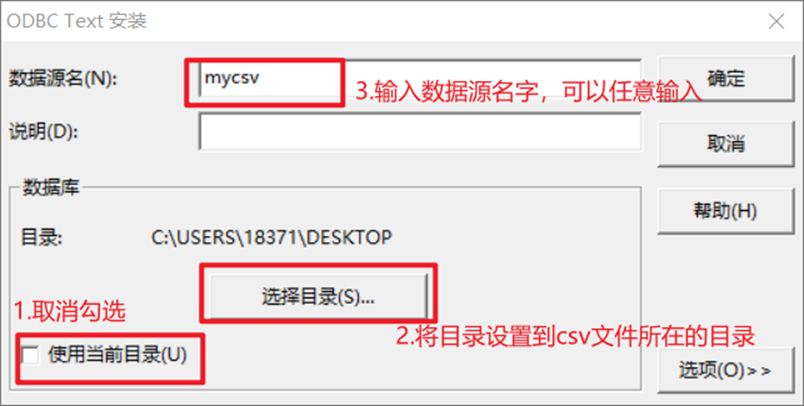 ODBC Text 安装
数据源名(N):
mycsv
确定
3.输入数据源名字，可以任意输入
说明(D):
取消
数据库
帮助(H)
目录:
C:\USERS\18371\DESKTOP
选择目录(S)...
1.取消勾选
2.将目录设置到csv文件所在的目录
使用当前目录(U)
选项(O)>>